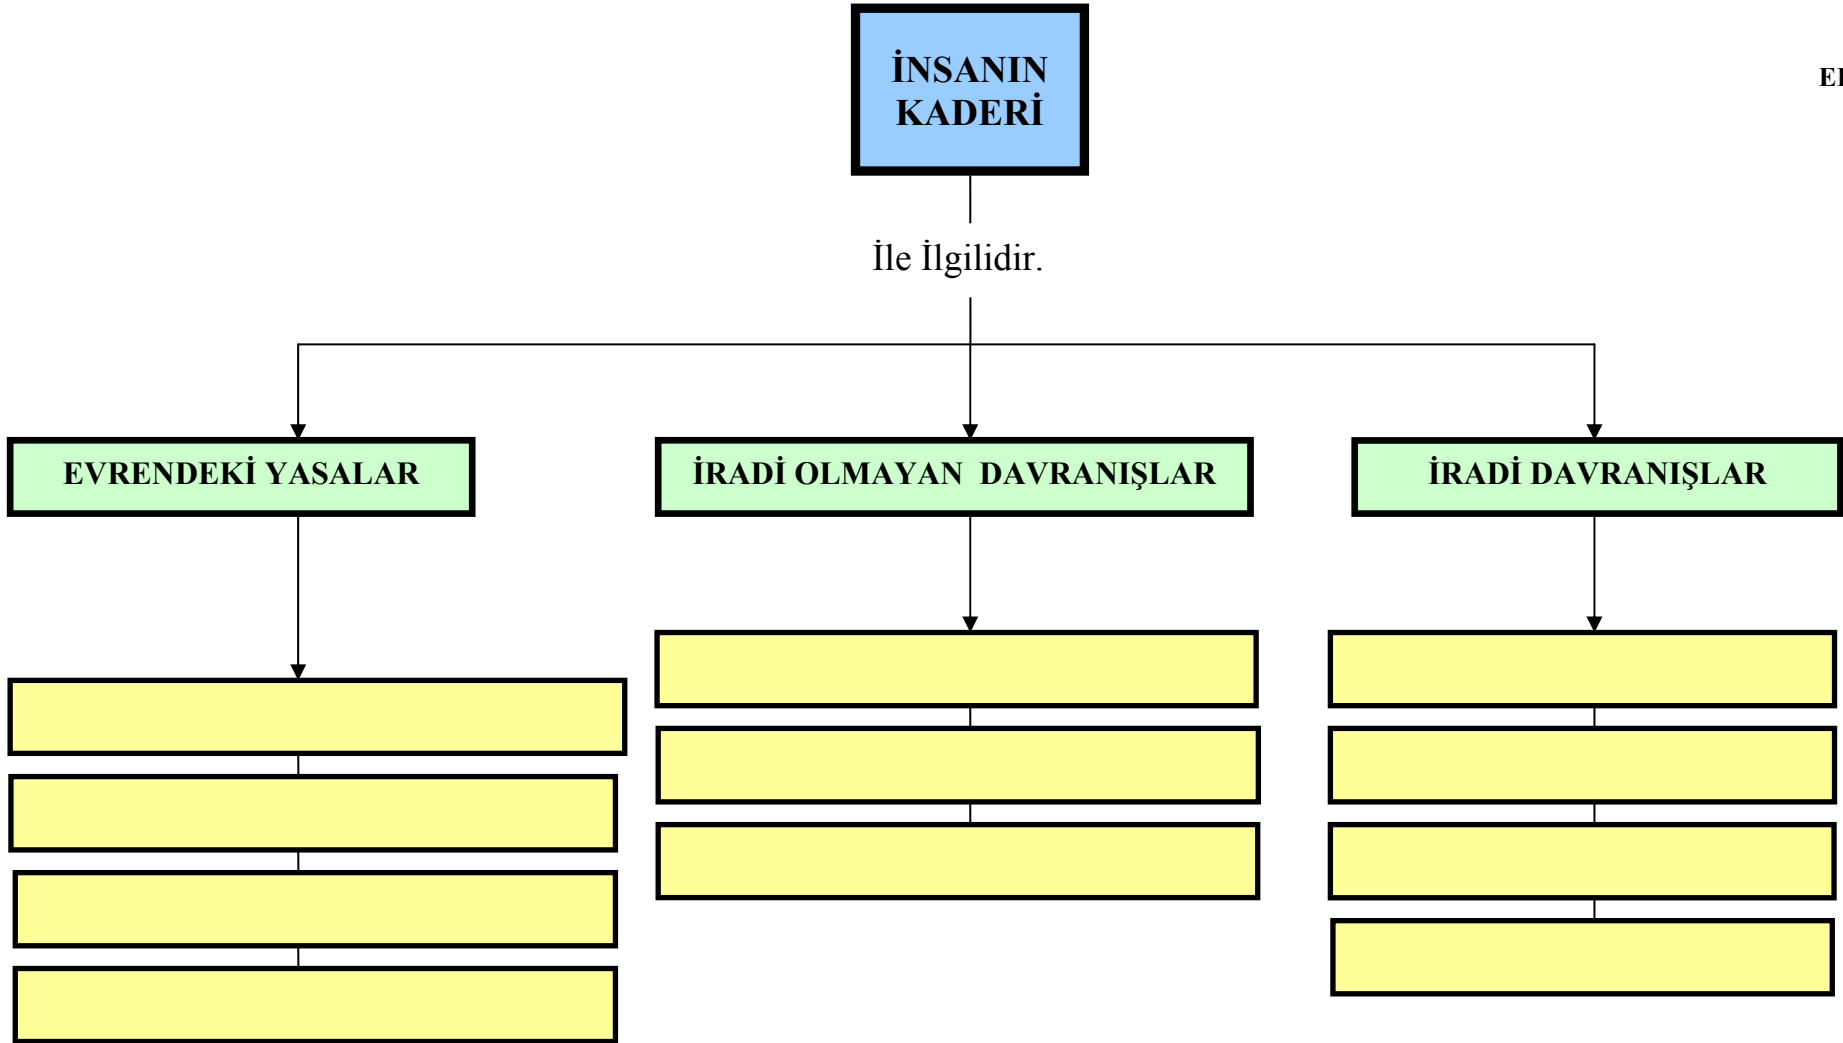 İNSANIN
KADERİ
İle İlgilidir.
EVRENDEKİ YASALAR
İRADİ OLMAYAN DAVRANIŞLAR
İRADİ DAVRANIŞLAR